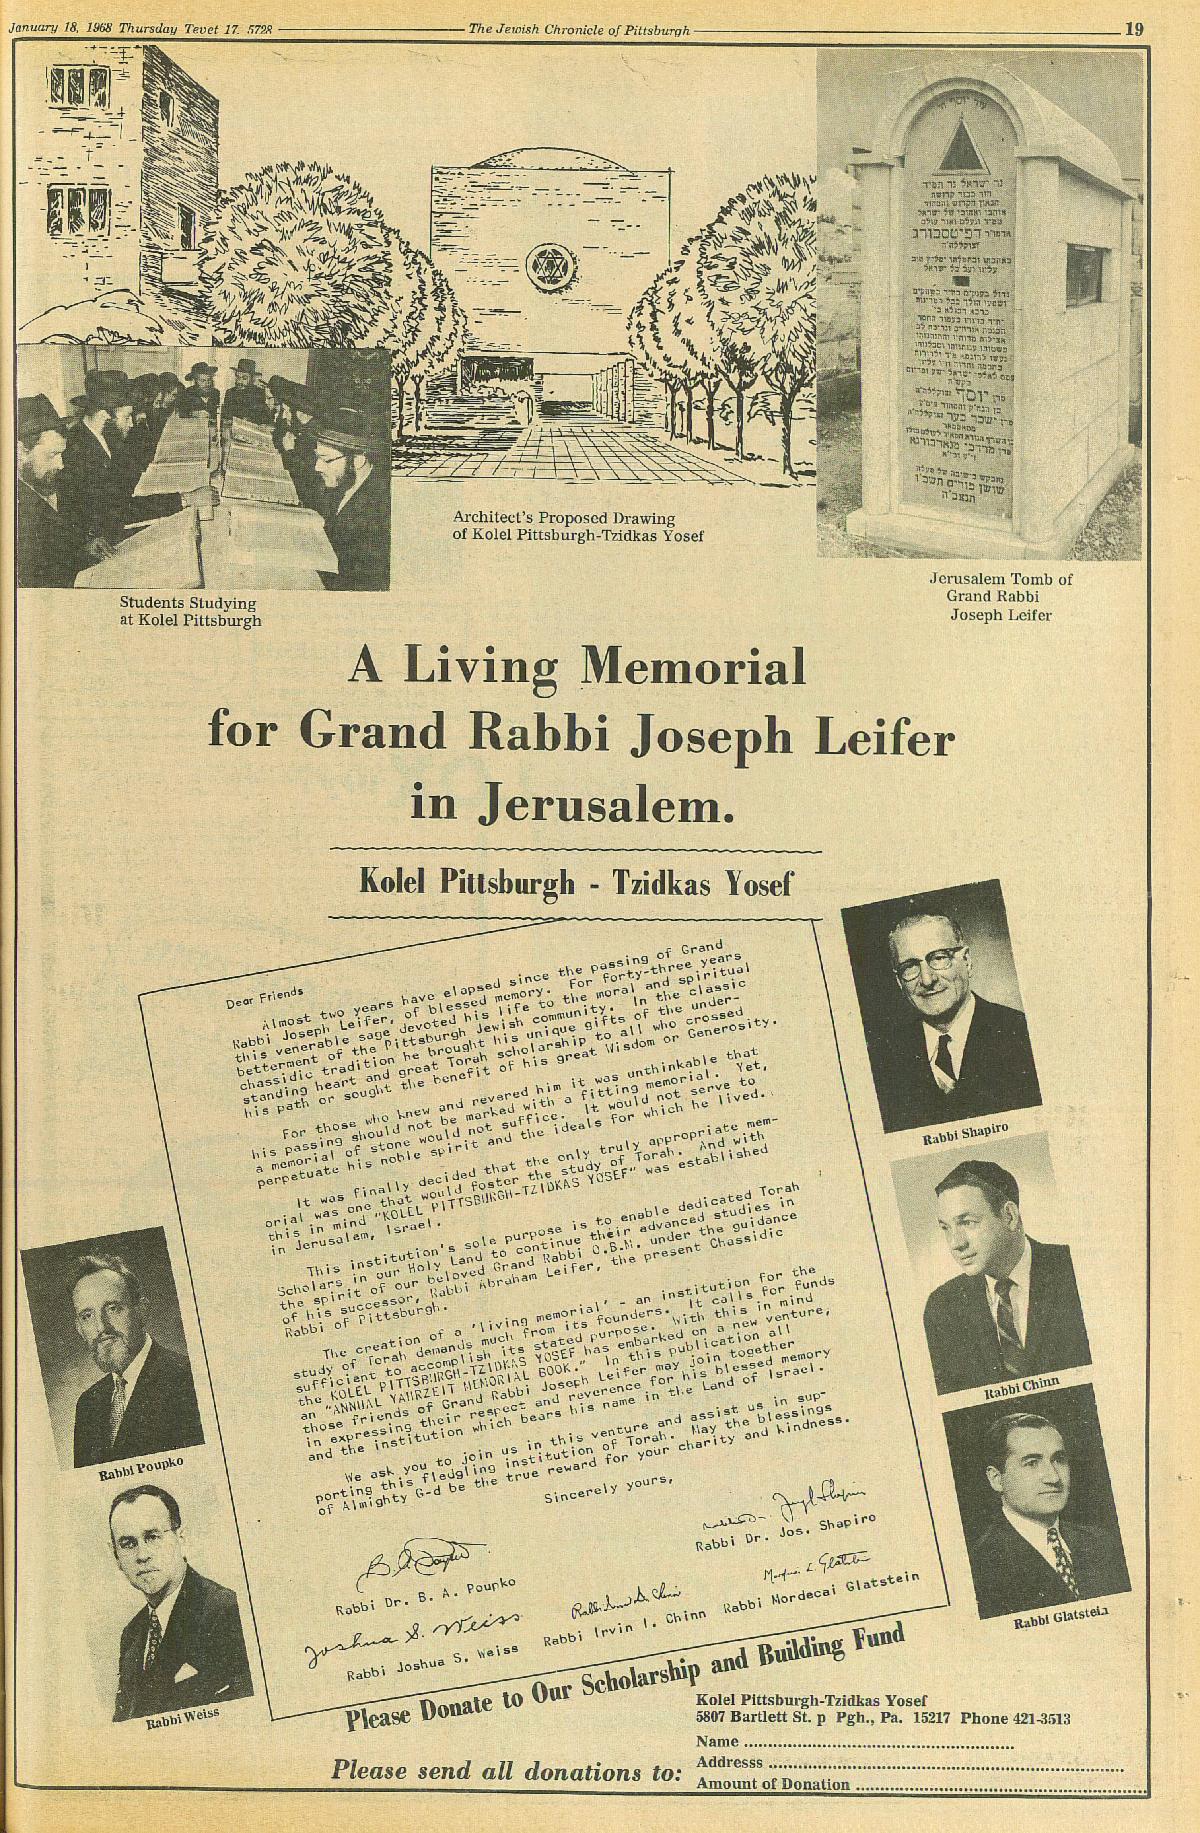 January 18, 1968 Thursday Tevet 17, 5728
The Jewish Chronicle of Pittsburgh
19
נר ישראל נר תמיד
דפיטסבורג
יוסף
Architect's Proposed Drawing
of Kolel Pittsburgh-Tzidkas Yosef
Jerusalem Tomb of
Grand Rabbi
Joseph Leifer
Students Studying
at Kolel Pittsburgh
A Living Memorial
for Grand Rabbi Joseph Leifer
in Jerusalem.
Kolel Pittsburgh - Tzidkas Yosef
Dear Friends
Almost two years have elapsed since the passing of Grand
Rabbi Joseph Leifer, of blessed memory. For forty-three years
this venerable sage devoted his life to the moral and spiritual
betterment of the Pittsburgh Jewish community. In the classic
chassidic tradition he brought his unique gifts of the under-
standing heart and great Torah scholarship to all who crossed
his path or sought the benefit of his great Wisdom or Generosity.
For those who knew and revered him it was unthinkable that
his passing should not be marked with a fitting memorial. Yet,
a memorial of stone would not suffice. It would not serve to
perpetuate his noble spirit and the ideals for which he lived.
It was finally decided that the only truly appropriate mem-
orial was one that would foster the study of Torah. And with
this in mind "KOLEL PITTSBURGH-TZIDKAS YOSEF" was established
in Jerusalem, Israel.
This institution's sole purpose is to enable dedicated Torah
Scholars in our Holy Land to continue their advanced studies in
the spirit of our beloved Grand Rabbi O.B.M. under the guidance
of his successor, Rabbi Abraham Leifer, the present Chassidic
Rabbi of Pittsburgh.
The creation of a 'living memorial' - an institution for the
study of Torah demands much from its founders. It calls for funds
sufficient to accomplish its stated purpose. With this in mind
the KOLEL PITTSBURGH-TZIDKAS YOSEF has embarked on a new venture,
an "ANNUAL YAHRZEIT MEMORIAL BOOK." In this publication all
those friends of Grand Rabbi Joseph Leifer may join together
in expressing their respect and reverence for his blessed memory
and the institution which bears his name in the Land of Israel.
We ask you to join us in this venture and assist us in sup-
porting this fledgling institution of Torah. May the blessings
of Almighty G-d be the true reward for your charity and kindness.
Sincerely yours,
Rabbi Dr. Jos. Shapiro
Rabbi Dr. B. A. Poupko
Mordecai L. Glatstein
Rabbi Mordecai Glatstein
Rabbi Irvin I. Chinn
Joshua S. Weiss
Rabbi Joshua S. Weiss
Rabbi Shapiro
Rabbi Chinn
Rabbi Glatstein
Rabbi Poupko
Rabbi Weiss
Please Donate to Our Scholarship and Building Fund
Kolel Pittsburgh-Tzidkas Yosef
5807 Bartlett St. p Pgh., Pa. 15217 Phone 421-3513
Name
Addresss
Please send all donations to:
Amount of Donation